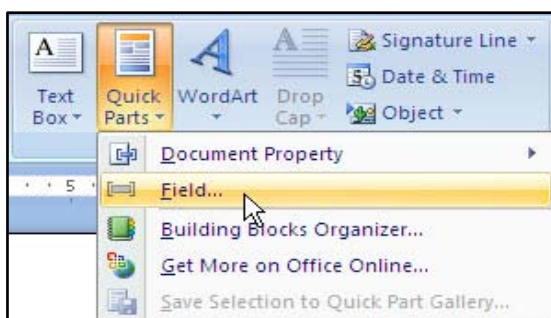 Text Box
Quick Parts
WordArt
Drop Cap
Signature Line
Date & Time
Object
Document Property
5
Field...
Building Blocks Organizer...
Get More on Office Online...
Save Selection to Quick Part Gallery...